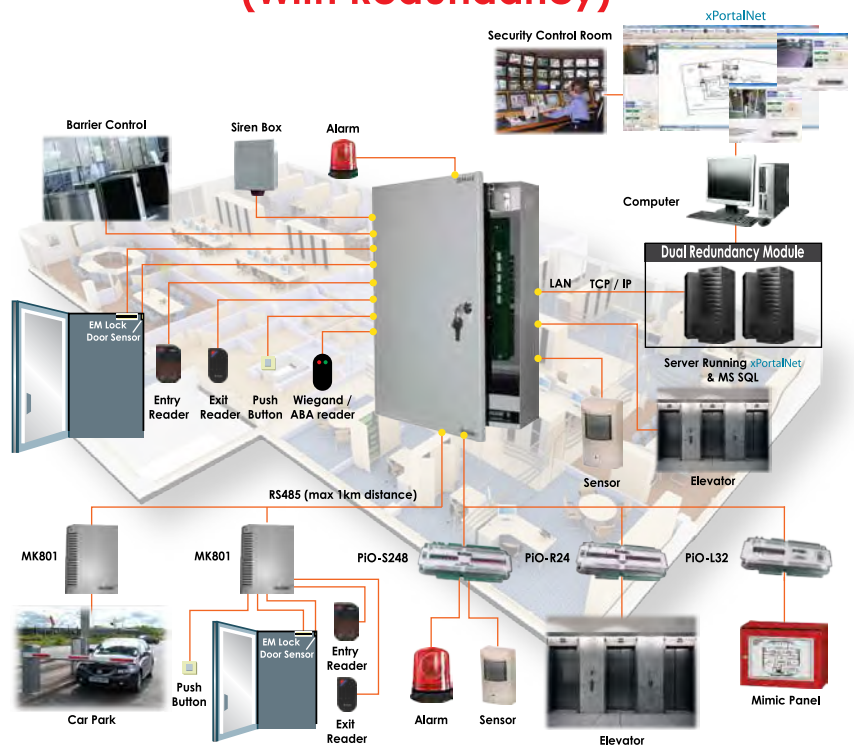 (With Redundancy)
xPortalNet
Security Control Room
Barrier Control
Siren Box
Alarm
Computer
Dual Redundancy Module
LAN
TCP / IP
EM Lock
Door Sensor
Server Running xPortalNet
& MS SQL
Entry
Reader
Exit
Reader
Push
Button
Wiegand /
ABA reader
Sensor
Elevator
RS485 (max 1km distance)
MK801
MK801
PiO-S248
PiO-R24
PiO-L32
EM Lock
Door Sensor
Entry
Reader
Push
Button
Exit
Reader
Car Park
Alarm
Sensor
Mimic Panel
Elevator